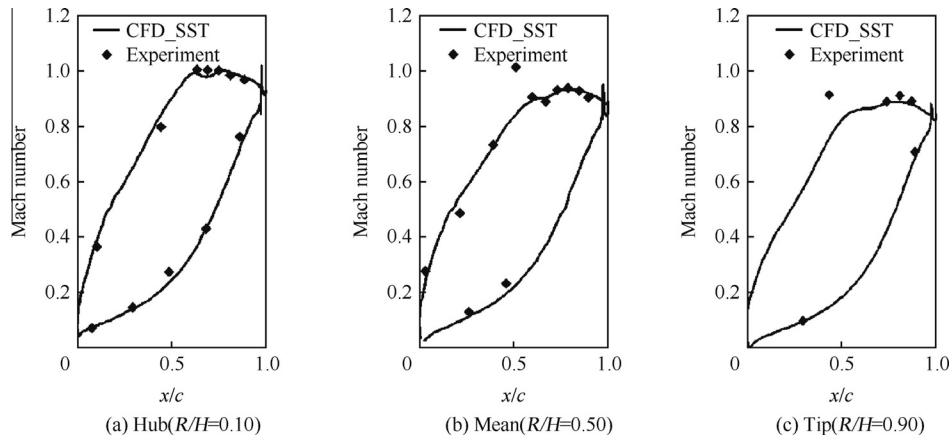 1.2
1.0
0.8
0.6
0.4
0.2
0
0.5
1.0
Mach number
x/c
CFD_SST
Experiment
(a) Hub(R/H=0.10)
1.2
1.0
0.8
0.6
0.4
0.2
0
0.5
1.0
Mach number
x/c
CFD_SST
Experiment
(b) Mean(R/H=0.50)
1.2
1.0
0.8
0.6
0.4
0.2
0
0.5
1.0
Mach number
x/c
CFD_SST
Experiment
(c) Tip(R/H=0.90)